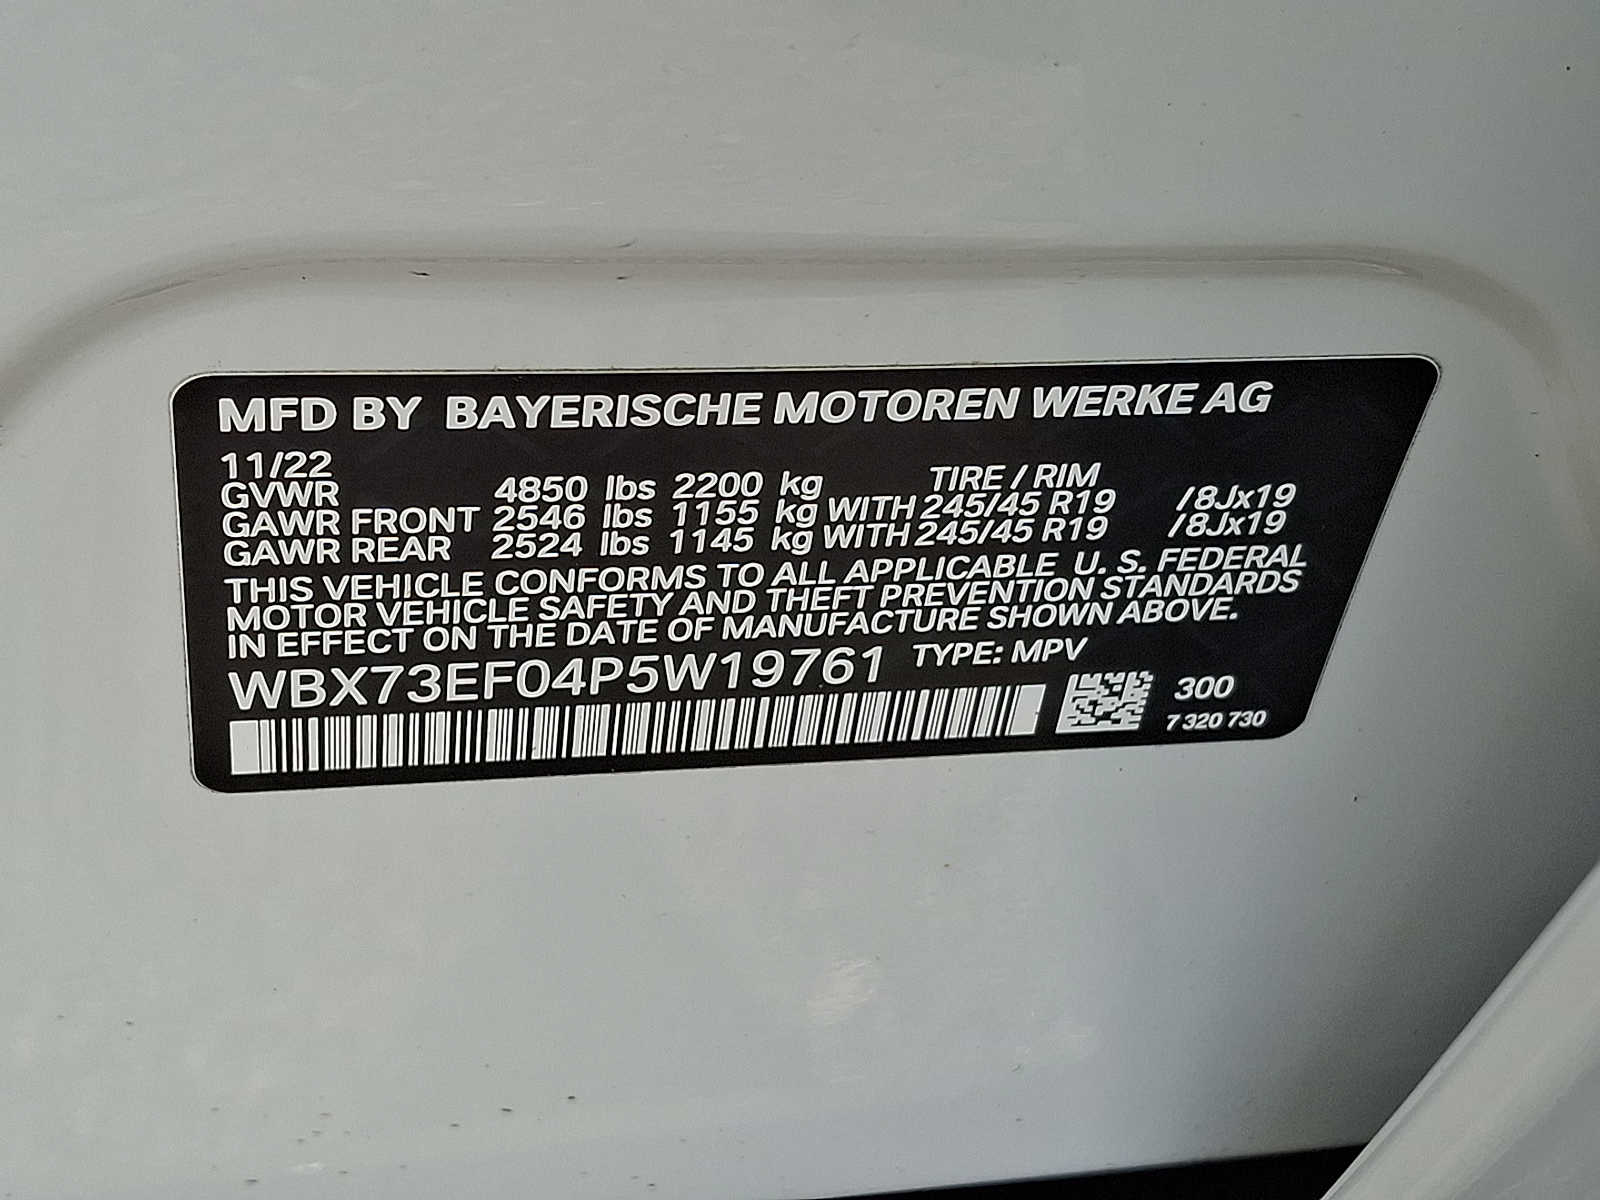 MFD BY BAYERISCHE MOTOREN WERKE AG
11/22 TIRE / RIM
GVWR 4850 lbs 2200 kg
GAWR FRONT 2546 lbs 1155 kg WITH 245/45 R19 /8Jx19
GAWR REAR 2524 lbs 1145 kg WITH 245/45 R19 /8Jx19
THIS VEHICLE CONFORMS TO ALL APPLICABLE U. S. FEDERAL
MOTOR VEHICLE SAFETY AND THEFT PREVENTION STANDARDS
IN EFFECT ON THE DATE OF MANUFACTURE SHOWN ABOVE.
WBX73EF04P5W19761 TYPE: MPV
300
7 320 730